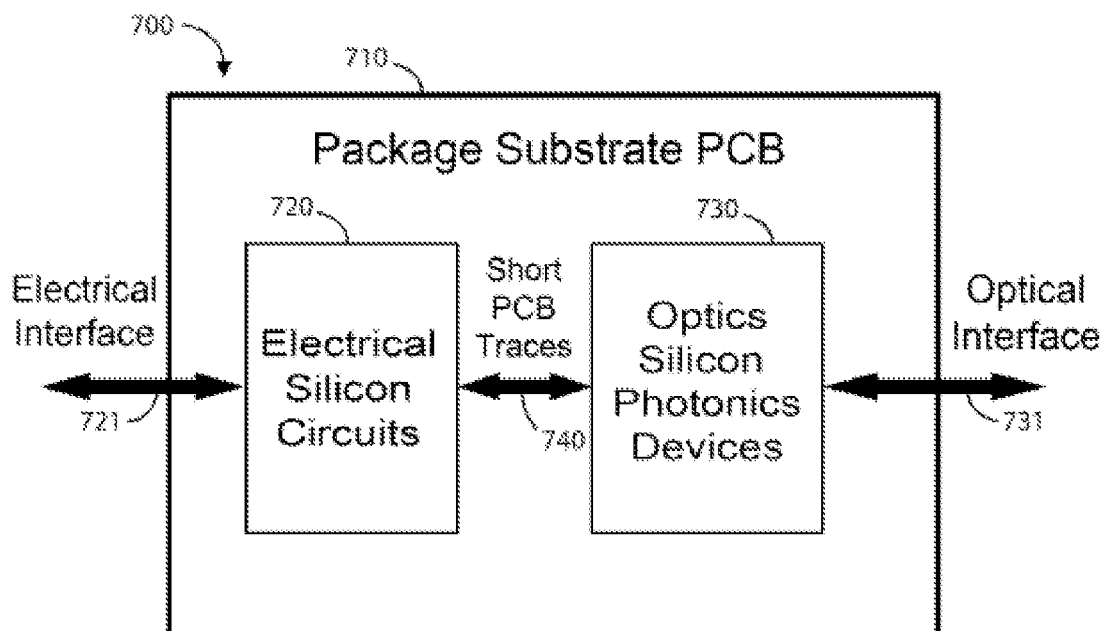 700
710
Package Substrate PCB
720
730
Electrical
Interface
Short
PCB
Traces
Optical
Interface
Electrical
Silicon
Circuits
Optics
Silicon
Photonics
Devices
721
740
731